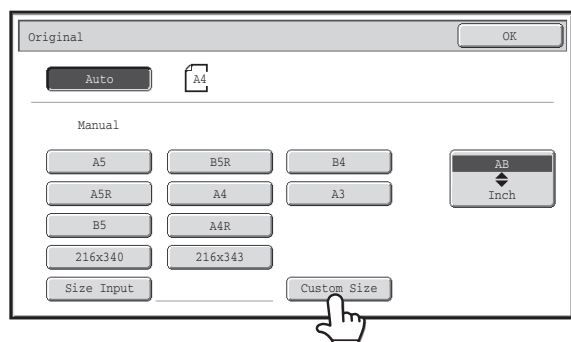 Original OK
Auto A4
Manual
A5 B5R B4 AB
A5R A4 A3 Inch
B5 A4R
216x340 216x343
Size Input Custom Size